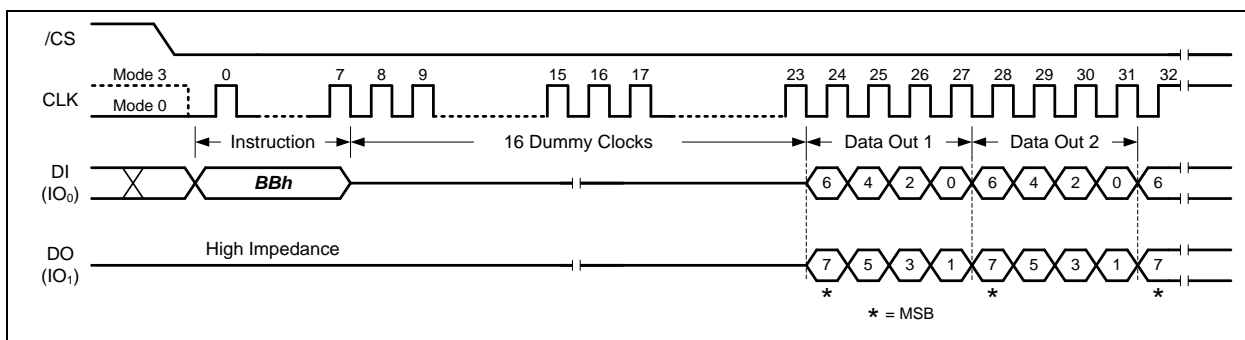 /CS
Mode 3 0 7 8 9 15 16 17 23 24 25 26 27 28 29 30 31 32
CLK Mode 0
Instruction 16 Dummy Clocks Data Out 1 Data Out 2
DI BBh 6 4 2 0 6 4 2 0 6
(IO₀)
High Impedance
DO 7 5 3 1 7 5 3 1 7
(IO₁)
* * *
* = MSB